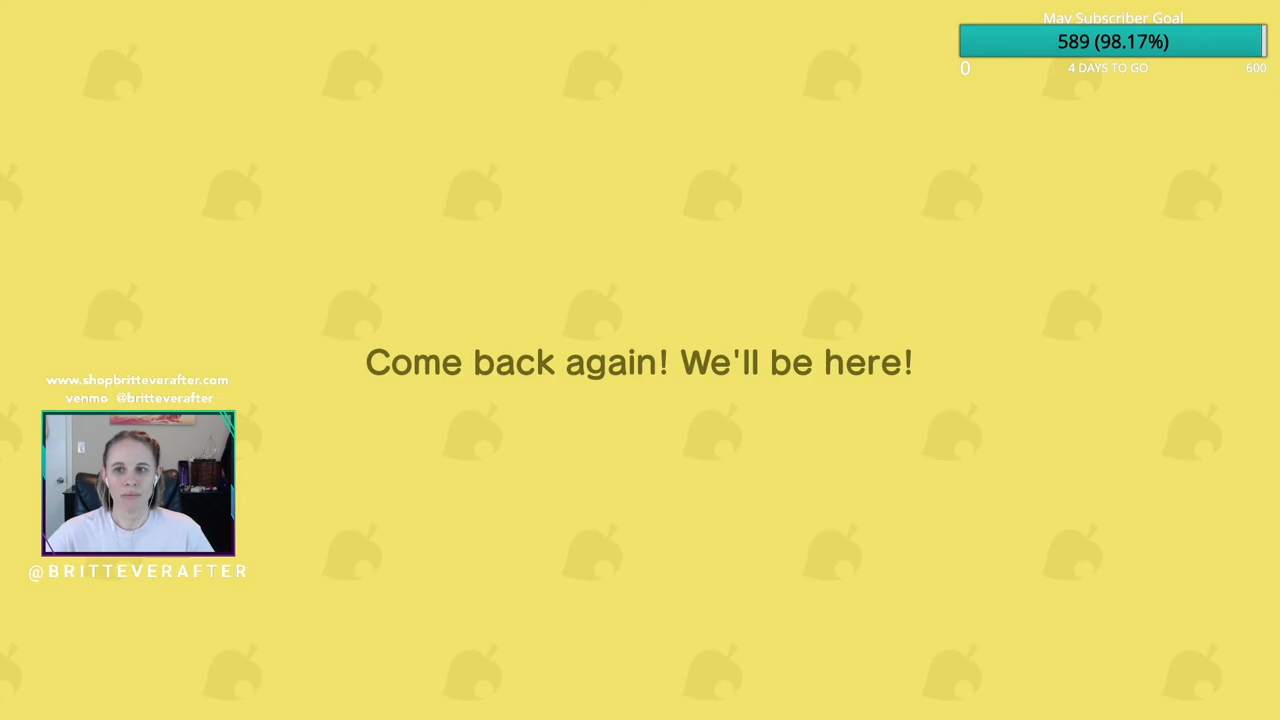 May Subscriber Goal
589 (98.17%)
0 4 DAYS TO GO 600
Come back again! We'll be here!
www.shopbritteverafter.com
venmo @britteverafter
@BRITTEVERAFTER